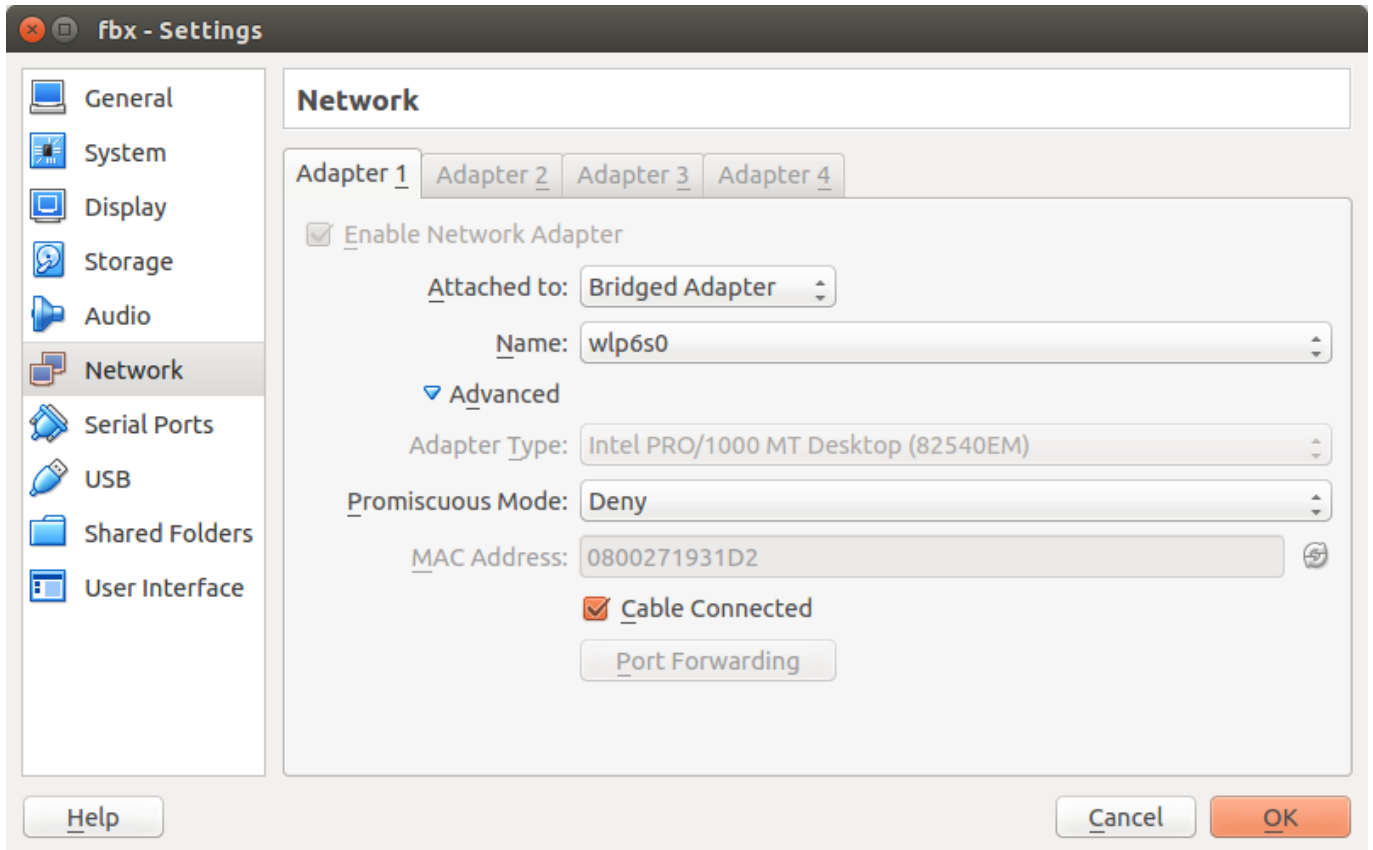 fbx - Settings
General
System
Display
Storage
Audio
Network
Serial Ports
USB
Shared Folders
User Interface
Network
Adapter 1 Adapter 2 Adapter 3 Adapter 4
Enable Network Adapter
Attached to: Bridged Adapter
Name: wlp6s0
Advanced
Adapter Type: Intel PRO/1000 MT Desktop (82540EM)
Promiscuous Mode: Deny
MAC Address: 0800271931D2
Cable Connected
Port Forwarding
Help Cancel OK